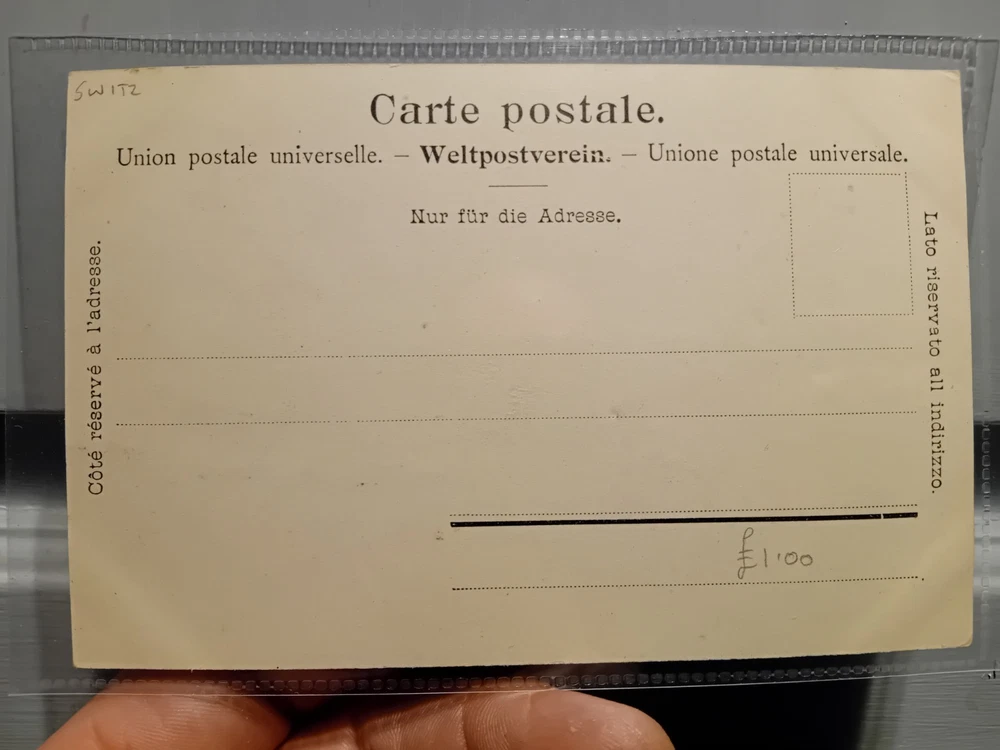 SWITZ
Carte postale.
Union postale universelle. — Weltpostverein. — Unione postale universale.
Nur für die Adresse.
Côté réservé à l'adresse.
Lato riservato all indirizzo.
£1·00